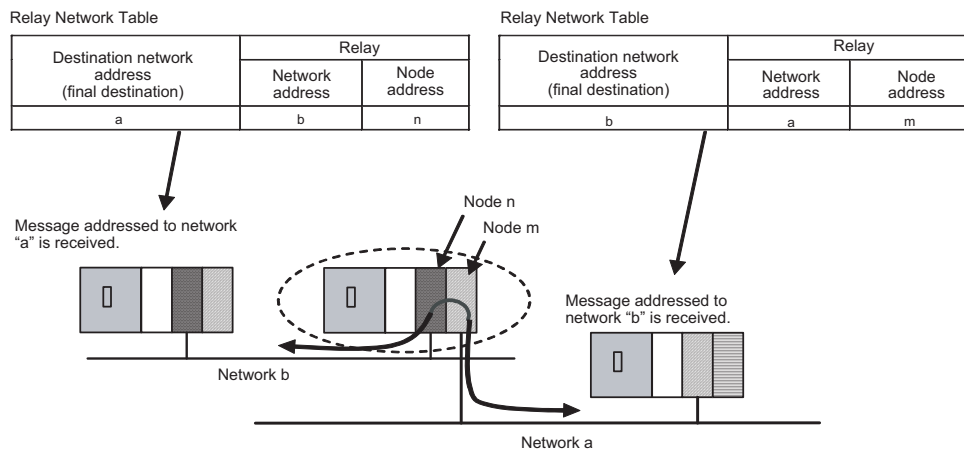 Relay Network Table
Destination network
address
(final destination)
Relay
Network
address
Node
address
a
b
n
Relay Network Table
Destination network
address
(final destination)
Relay
Network
address
Node
address
b
a
m
Message addressed to network
“a” is received.
Node n
Node m
Message addressed to
network “b” is received.
Network b
Network a